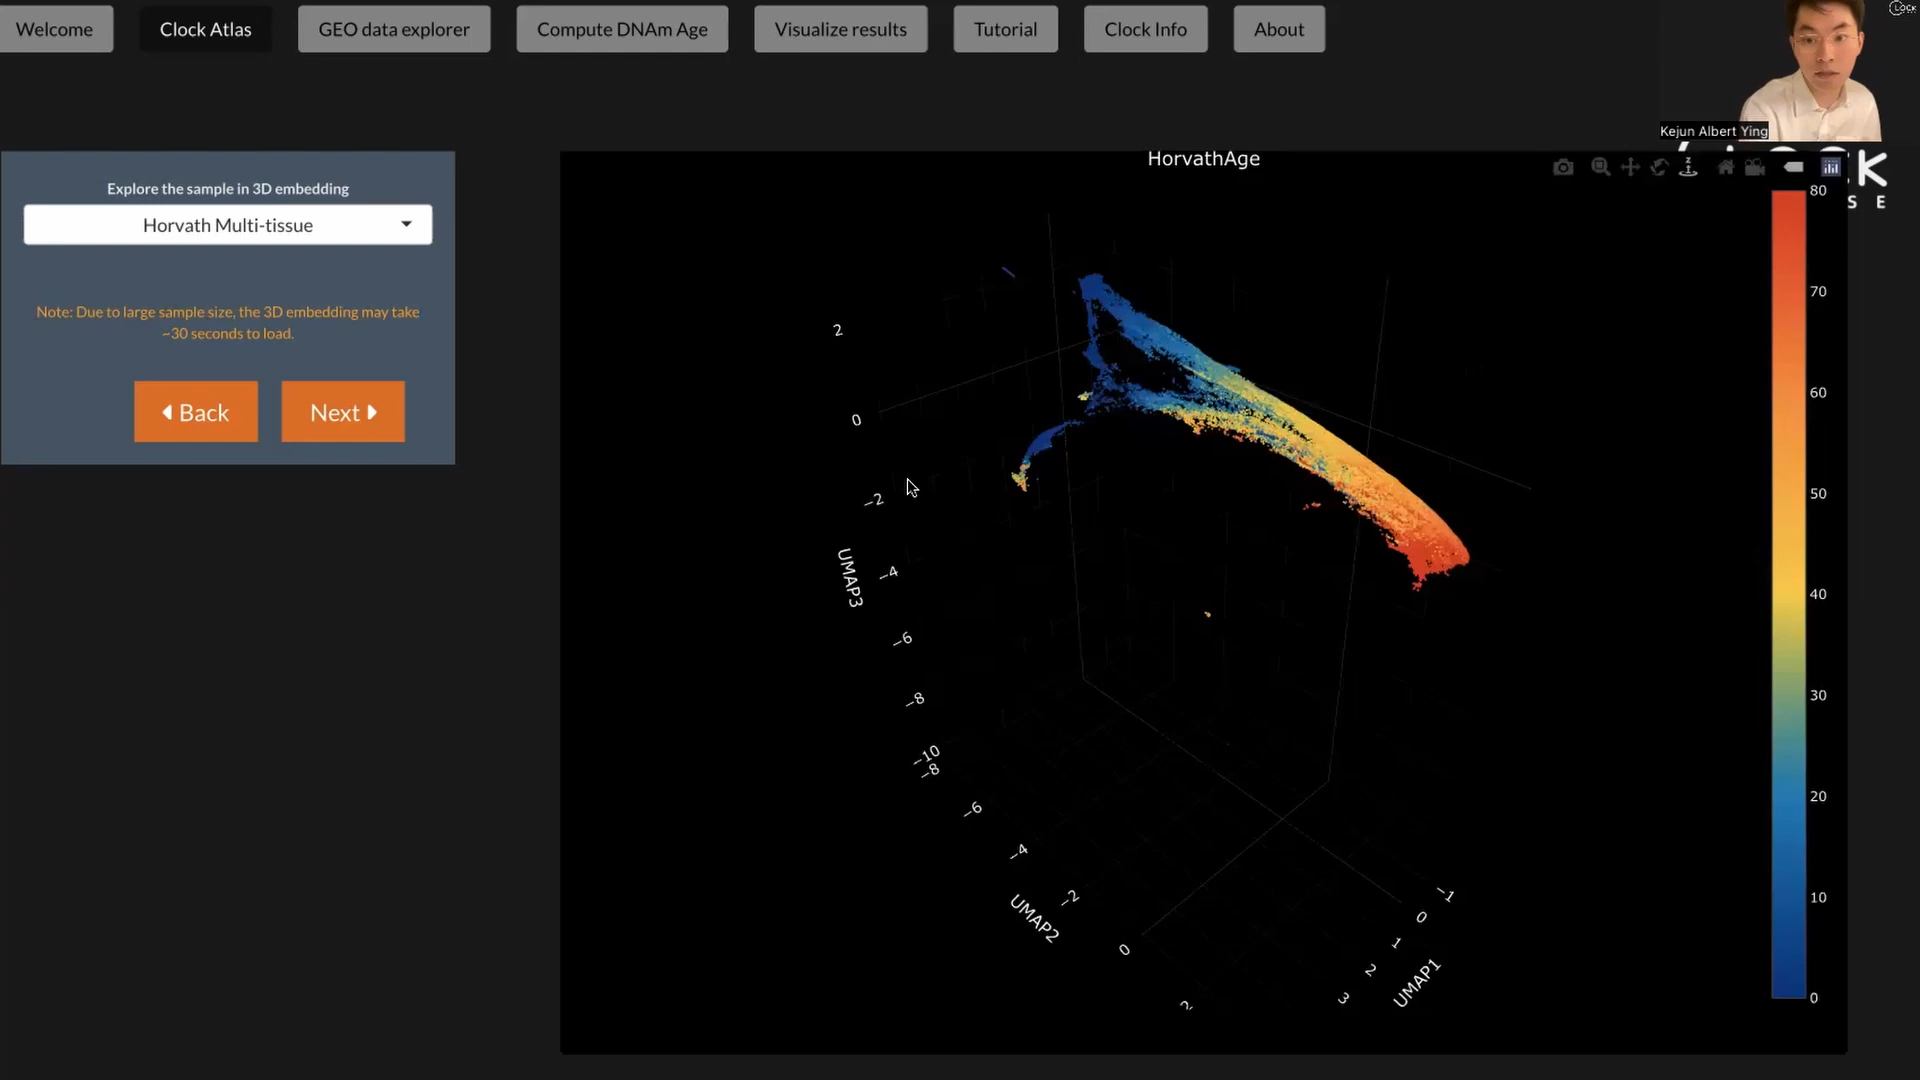 Welcome
Clock Atlas
GEO data explorer
Compute DNAm Age
Visualize results
Tutorial
Clock Info
About
CLOCK
Kejun Albert Ying
Explore the sample in 3D embedding
Horvath Multi-tissue
Note: Due to large sample size, the 3D embedding may take
~30 seconds to load.
Back
Next
HorvathAge
K
S E
80
70
60
50
40
30
20
10
0
2
0
−2
−4
−6
−8
−10
UMAP3
−8
−6
−4
−2
0
2
UMAP2
−1
0
1
2
3
UMAP1